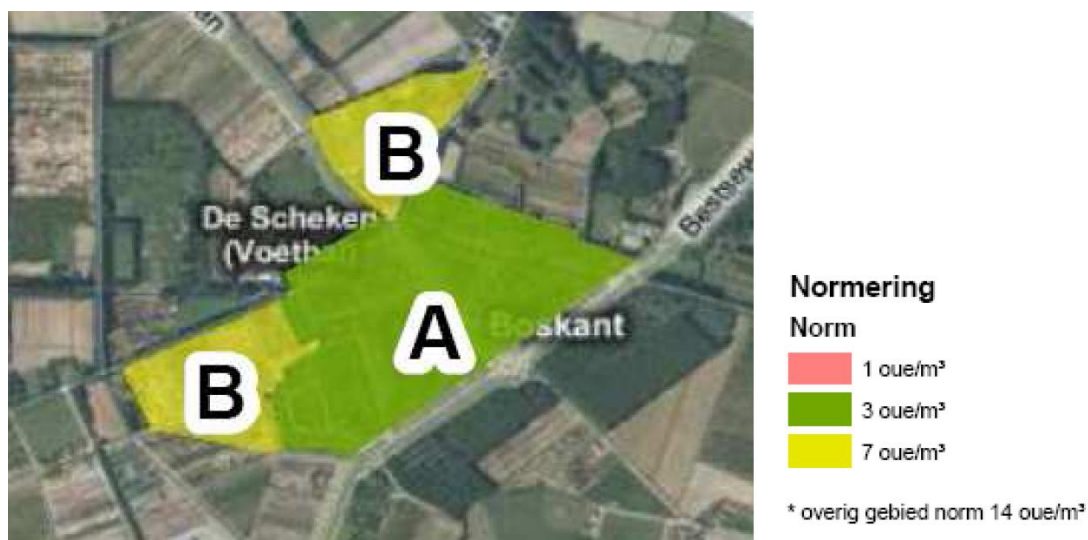 B
De Scheken
(Voetbal
Boskant
A
B
Normering
Norm
1 oue/m³
3 oue/m³
7 oue/m³
* overig gebied norm 14 oue/m³